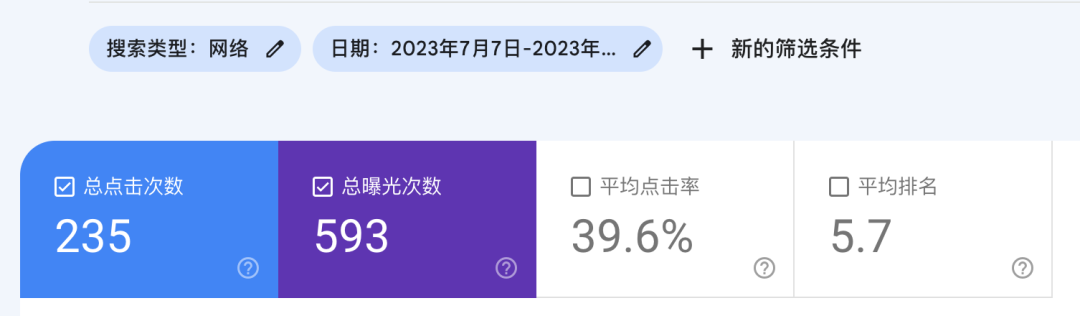 搜索类型：网络 日期：2023年7月7日-2023年... 新的筛选条件
总点击次数 总曝光次数 平均点击率 平均排名
235 593 39.6% 5.7